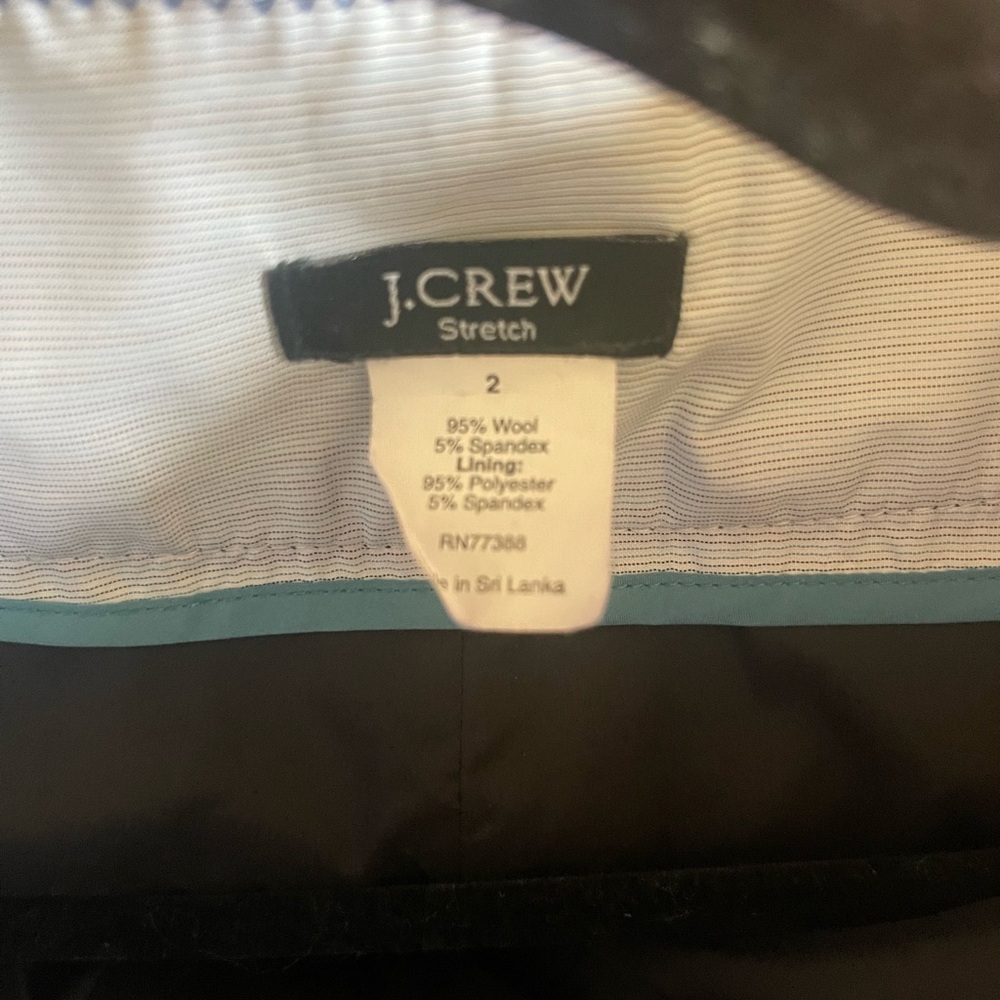 J.CREW
Stretch
2
95% Wool
5% Spandex
Lining:
95% Polyester
5% Spandex
RN77388
in Sri Lanka